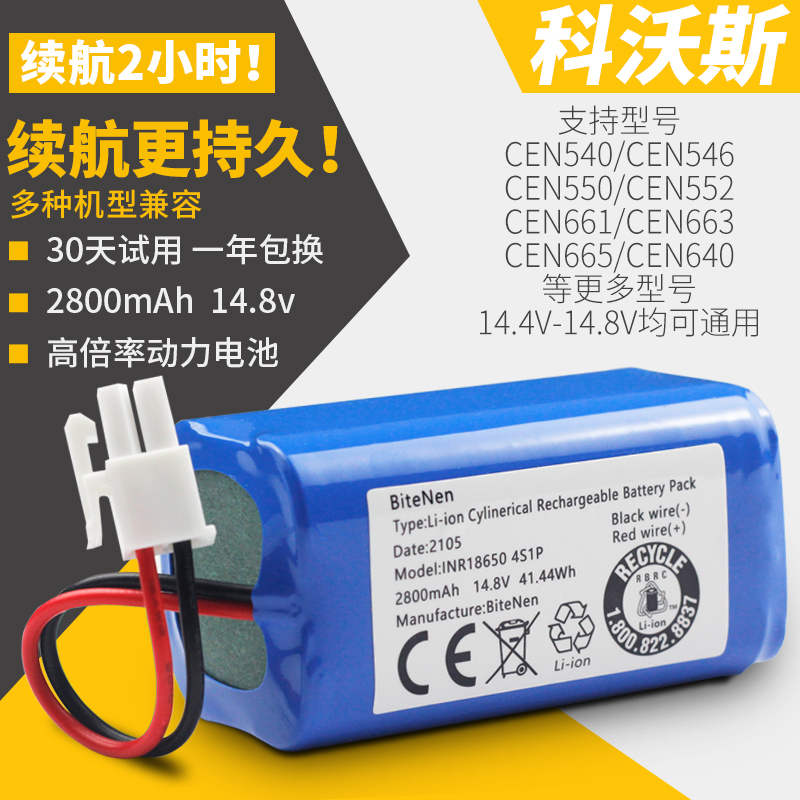 续航2小时!
续航更持久!
多种机型兼容
30天试用 一年包换
2800mAh 14.8v
高倍率动力电池
科沃斯
支持型号
CEN540/CEN546
CEN550/CEN552
CEN661/CEN663
CEN665/CEN640
等更多型号
14.4V-14.8V均可通用
BiteNen
Type:Li-ion Cylinerical Rechargeable Battery Pack
Date:2105
Model:INR18650 4S1P
2800mAh 14.8V 41.44Wh
Manufacture:BiteNen
Black wire(-)
Red wire(+)
CE
Li-ion
RECYCLE
RBRC
TM
Li-ion
1.800.822.8837